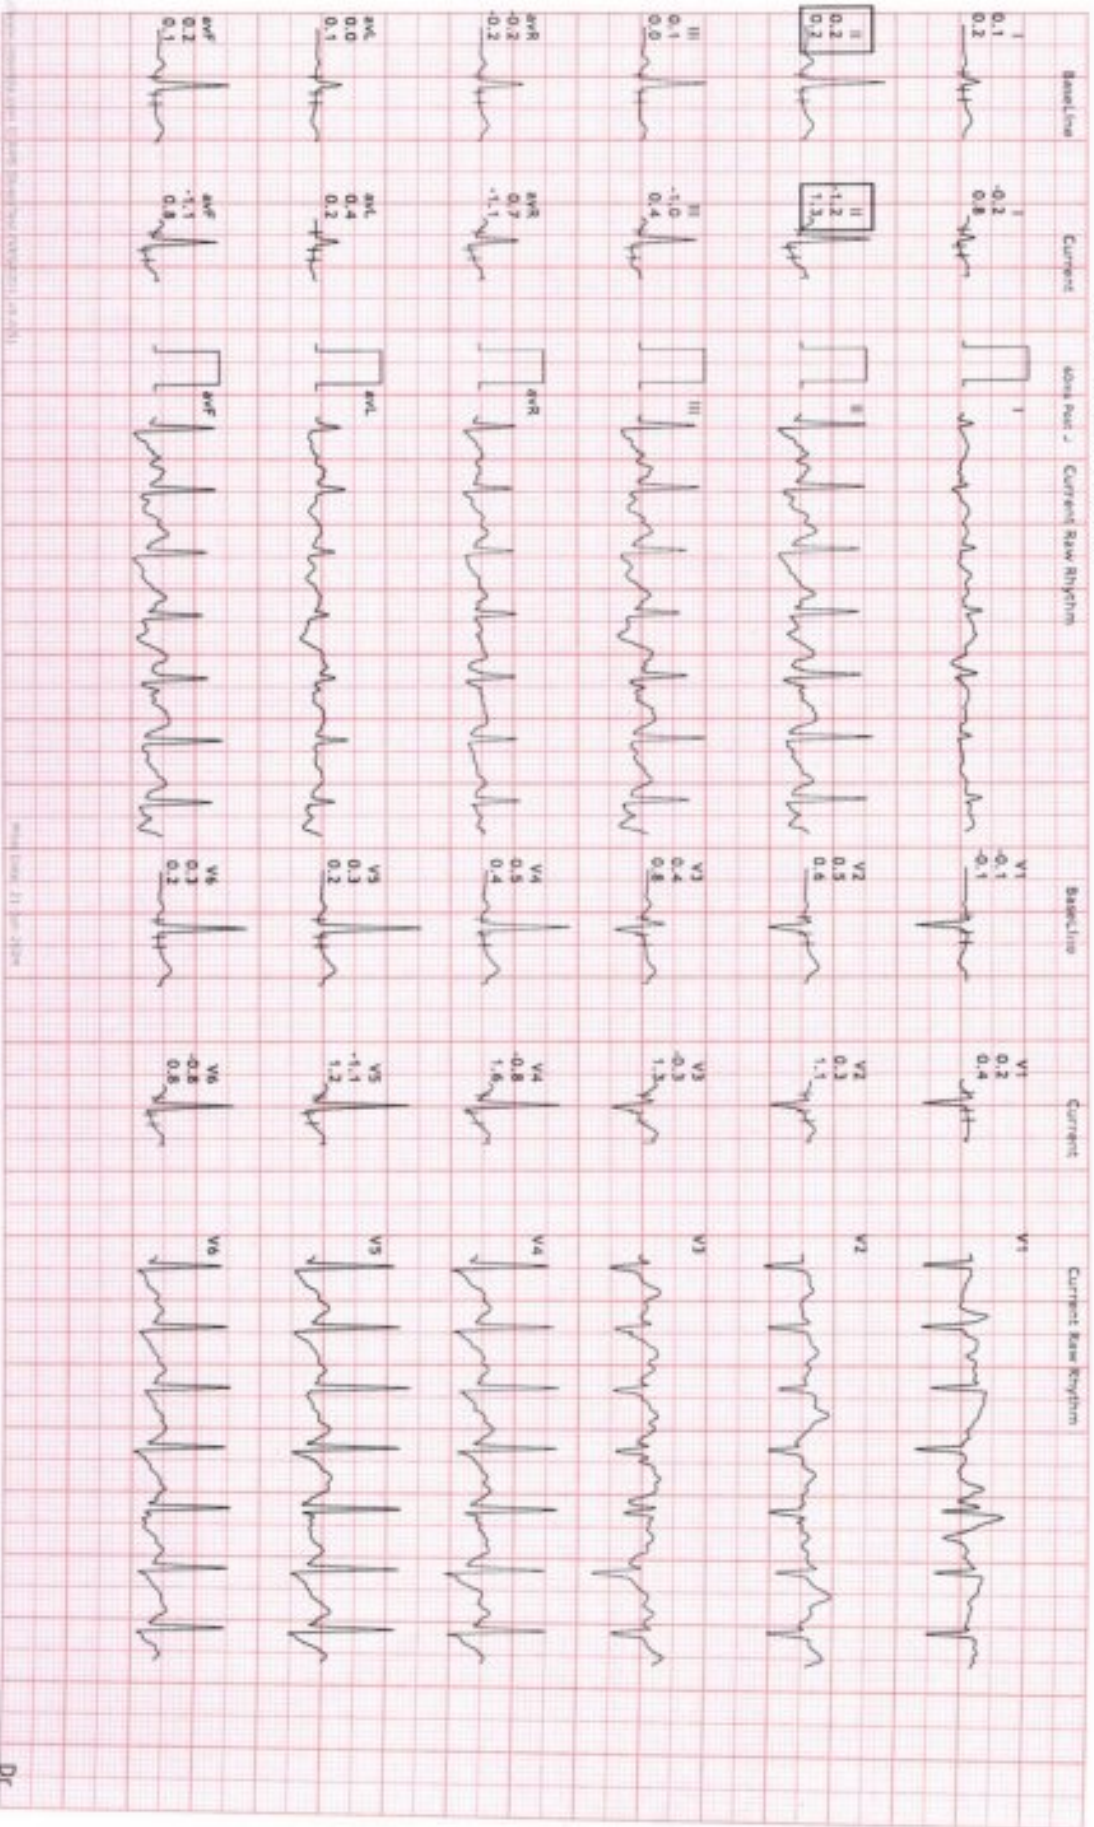 BaseLine Current 60ms Post J Current Raw Rhythm BaseLine Current Current Raw Rhythm
I
0.1
0.2
I
-0.2
0.8
I
V1
-0.1
-0.1
V1
0.2
0.4
V1
II
0.2
0.2
II
-1.2
1.3
II
V2
0.5
0.6
V2
0.3
1.1
V2
III
0.1
0.0
III
-1.0
0.4
III
V3
0.4
0.8
V3
-0.3
1.3
V3
avR
-0.2
-0.2
avR
0.7
-1.1
avR
V4
0.5
0.4
V4
-0.8
1.6
V4
avL
0.0
0.1
avL
0.4
0.2
avL
V5
0.3
0.2
V5
-1.1
1.2
V5
avF
0.2
0.1
avF
-1.1
0.8
avF
V6
0.3
0.2
V6
-0.8
0.8
V6
Dr